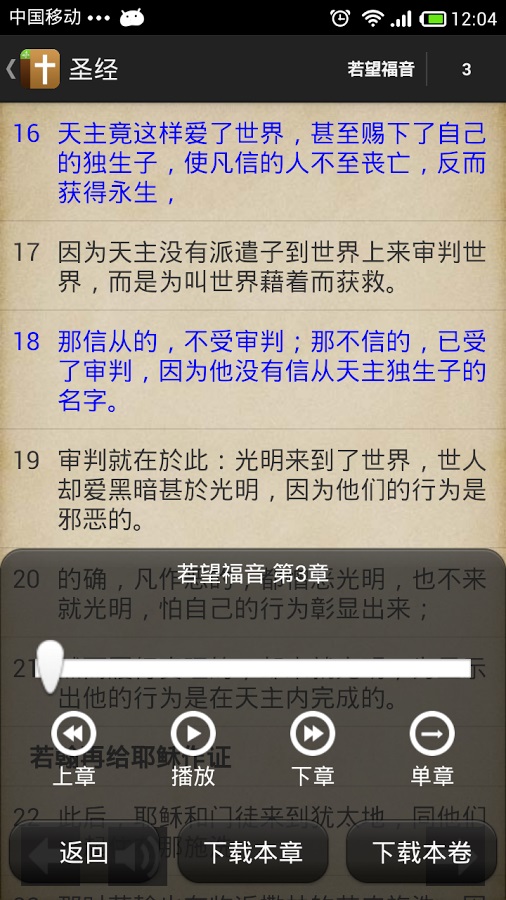 中国移动 ••• 12:04
圣经 若望福音 3
16 天主竟这样爱了世界，甚至赐下了自己
的独生子，使凡信的人不至丧亡，反而
获得永生，
17 因为天主没有派遣子到世界上来审判世
界，而是为叫世界藉着而获救。
18 那信从的，不受审判；那不信的，已受
了审判，因为他没有信从天主独生子的
名字。
19 审判就在於此：光明来到了世界，世人
却爱黑暗甚於光明，因为他们的行为是
邪恶的。
若望福音 第3章
20 的确，凡作 都 恶光明，也不来
就光明，怕自己的行为彰显出来；
21 示
出他的行为是在天主内完成的。
若翰再给耶稣作证
上章 播放 下章 单章
22 此后，耶稣和门徒来到犹太地，同他们
返回 下载本章 下载本卷